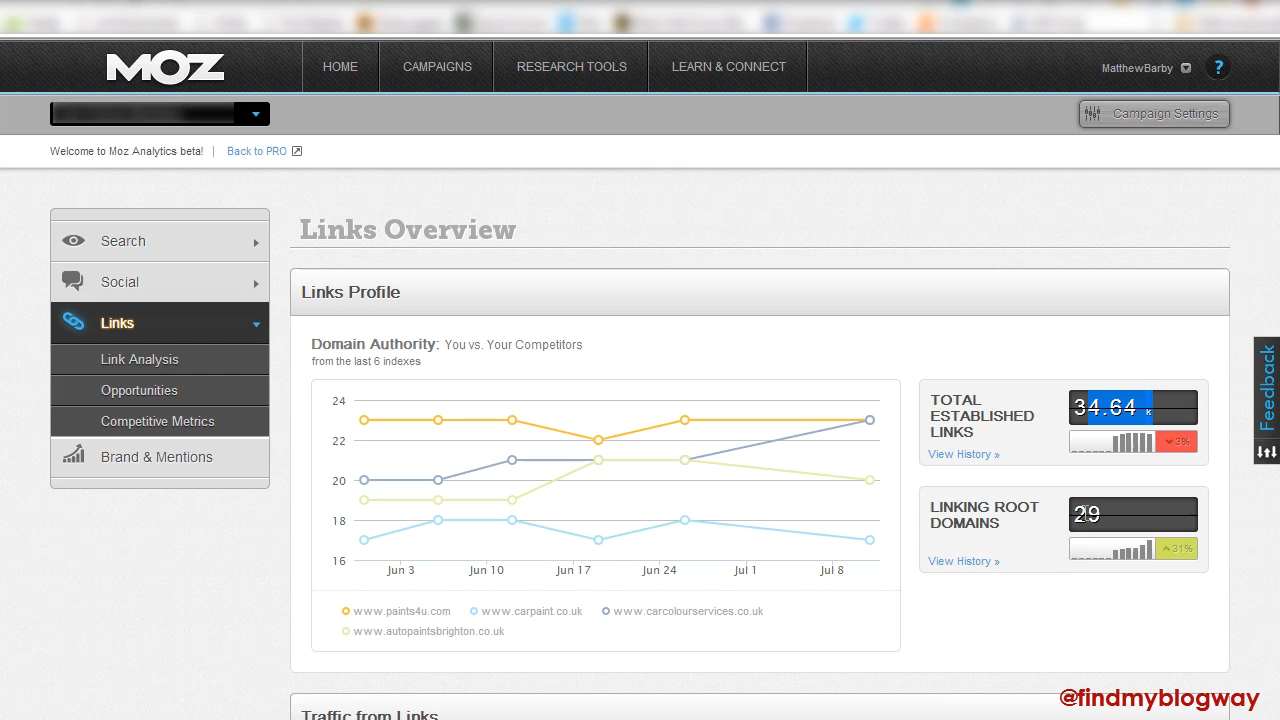 MOZ
HOME
CAMPAIGNS
RESEARCH TOOLS
LEARN & CONNECT
MatthewBarby
?
Campaign Settings
Welcome to Moz Analytics beta! | Back to PRO
Search
Social
Links
Link Analysis
Opportunities
Competitive Metrics
Brand & Mentions
Links Overview
Links Profile
Domain Authority: You vs. Your Competitors
from the last 6 indexes
24
22
20
18
16
Jun 3
Jun 10
Jun 17
Jun 24
Jul 1
Jul 8
www.paints4u.com
www.carpaint.co.uk
www.carcolourservices.co.uk
www.autopaintsbrighton.co.uk
TOTAL
ESTABLISHED
LINKS
View History »
34.64 K
3%
LINKING ROOT
DOMAINS
View History »
29
31%
Feedback
Traffic from Links
@findmyblogway